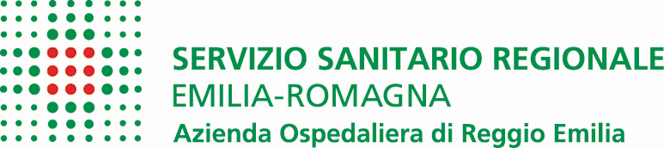 SERVIZIO SANITARIO REGIONALE
EMILIA-ROMAGNA
Azienda Ospedaliera di Reggio Emilia